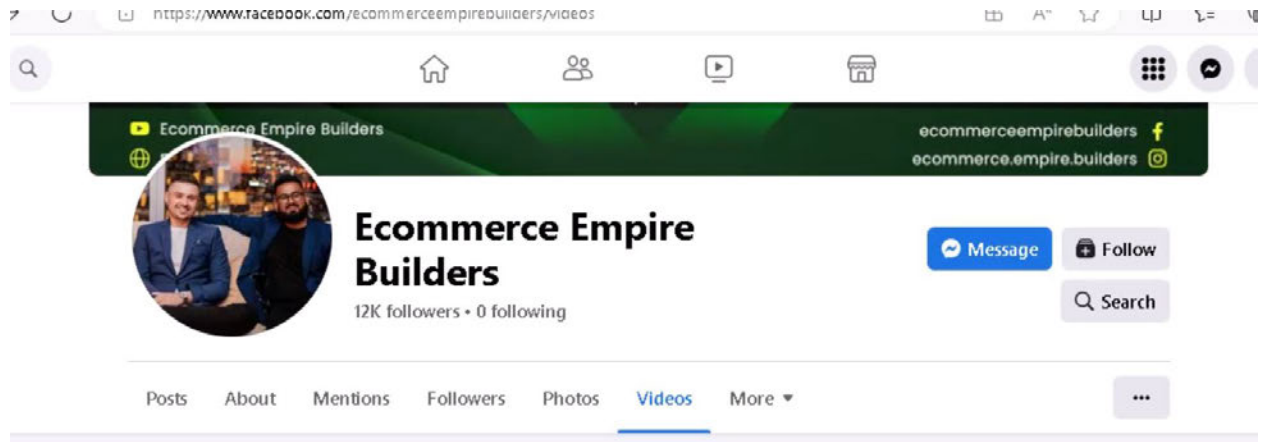 https://www.facebook.com/ecommerceempirebuilders/videos
Ecommerce Empire Builders
ecommerceempirebuilders
ecommerce.empire.builders
Ecommerce Empire
Builders
12K followers • 0 following
Message
Follow
Search
Posts About Mentions Followers Photos Videos More